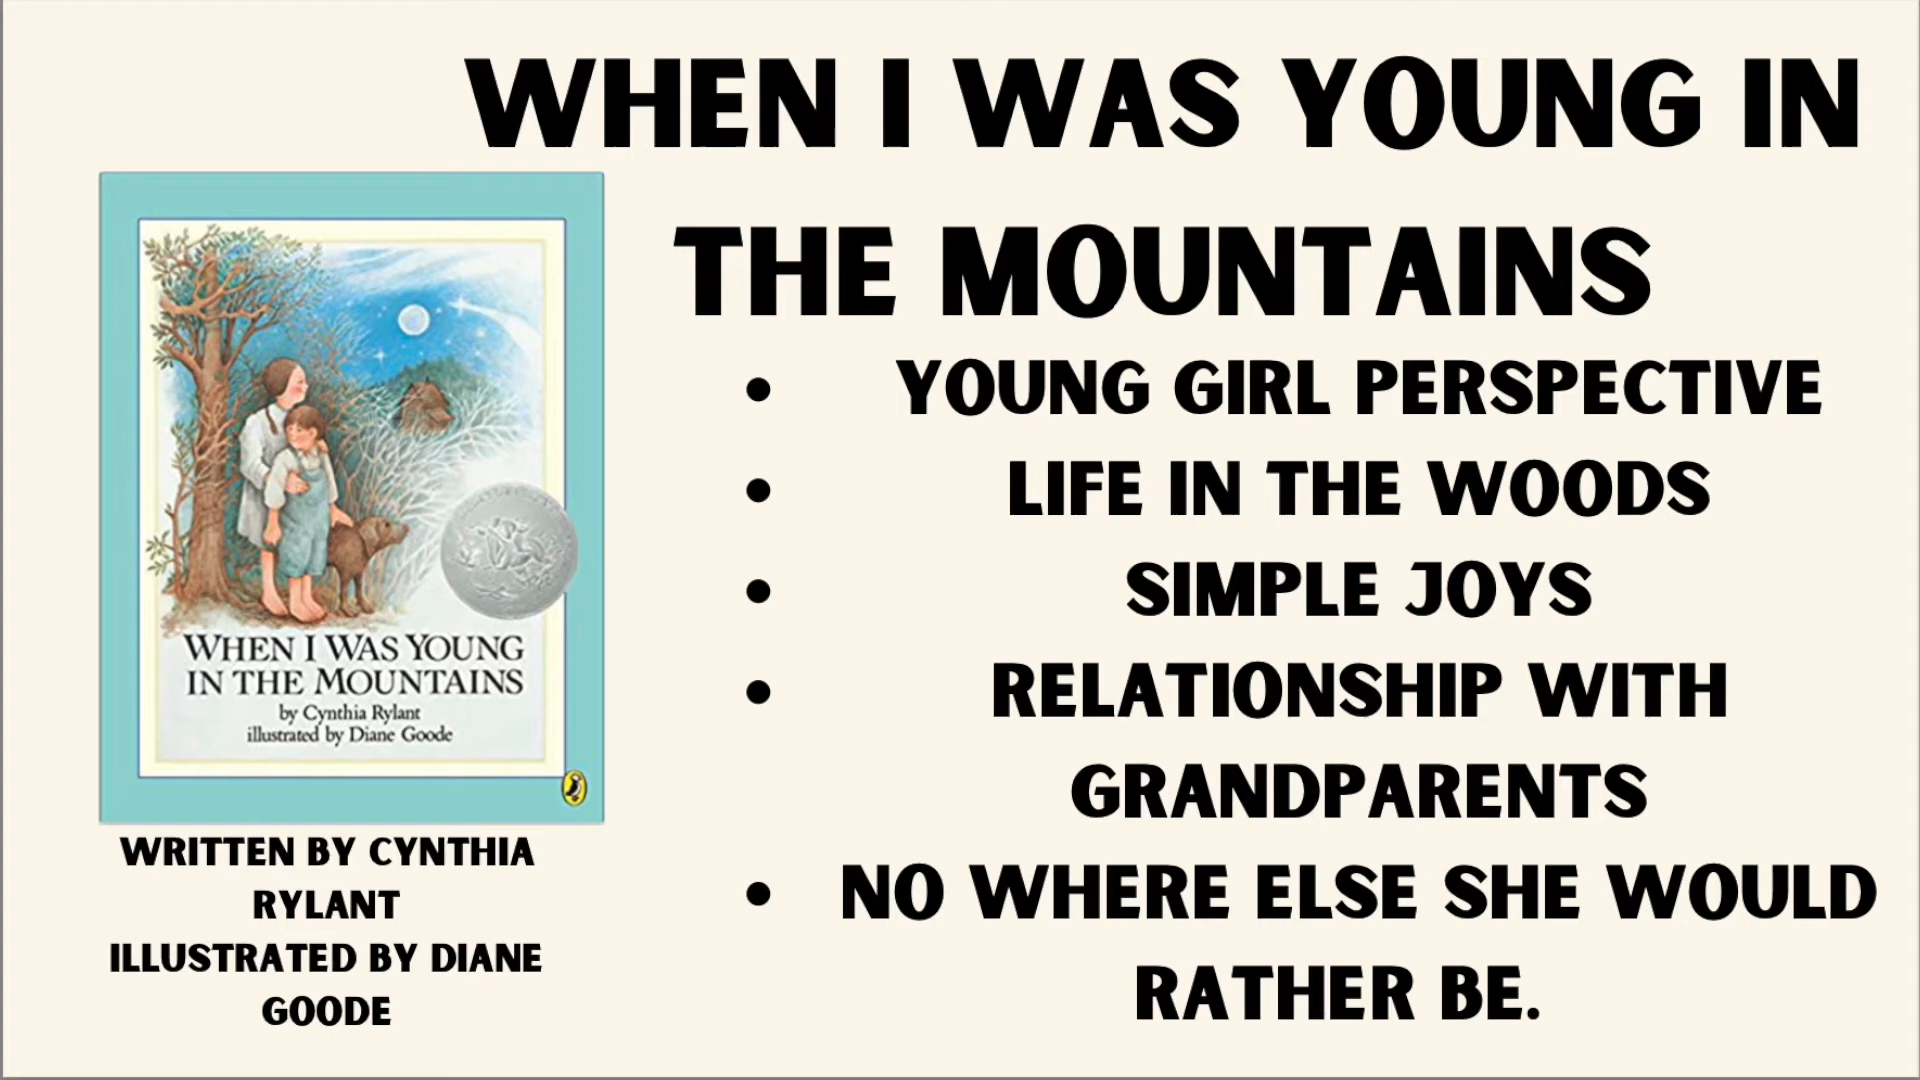 WHEN I WAS YOUNG IN
THE MOUNTAINS
WHEN I WAS YOUNG
IN THE MOUNTAINS
by Cynthia Rylant
illustrated by Diane Goode
WRITTEN BY CYNTHIA
RYLANT
ILLUSTRATED BY DIANE
GOODE
• YOUNG GIRL PERSPECTIVE
• LIFE IN THE WOODS
• SIMPLE JOYS
• RELATIONSHIP WITH
GRANDPARENTS
• NO WHERE ELSE SHE WOULD
RATHER BE.